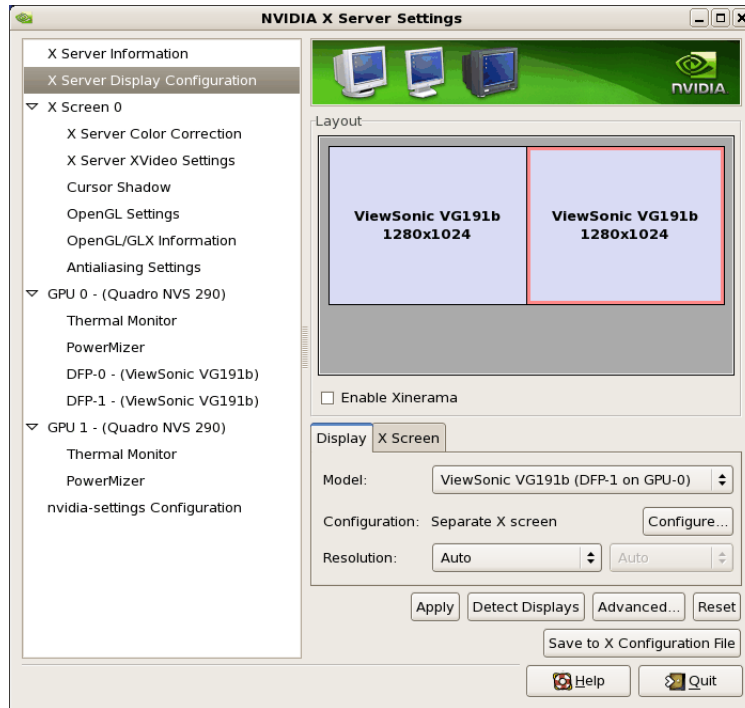 NVIDIA X Server Settings
X Server Information
X Server Display Configuration
X Screen 0
X Server Color Correction
X Server XVideo Settings
Cursor Shadow
OpenGL Settings
OpenGL/GLX Information
Antialiasing Settings
GPU 0 - (Quadro NVS 290)
Thermal Monitor
PowerMizer
DFP-0 - (ViewSonic VG191b)
DFP-1 - (ViewSonic VG191b)
GPU 1 - (Quadro NVS 290)
Thermal Monitor
PowerMizer
nvidia-settings Configuration
NVIDIA
Layout
ViewSonic VG191b
1280x1024
ViewSonic VG191b
1280x1024
Enable Xinerama
Display X Screen
Model: ViewSonic VG191b (DFP-1 on GPU-0)
Configuration: Separate X screen Configure...
Resolution: Auto Auto
Apply Detect Displays Advanced... Reset
Save to X Configuration File
Help Quit